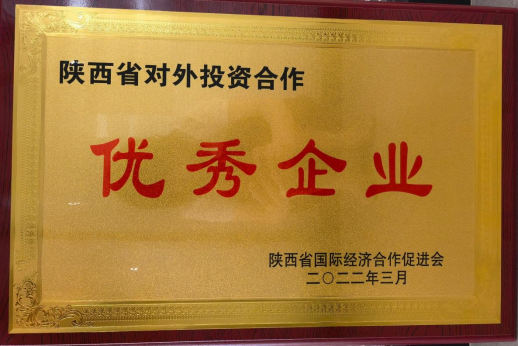 陕西省对外投资合作
优秀企业
陕西省国际经济合作促进会
二〇二二年三月